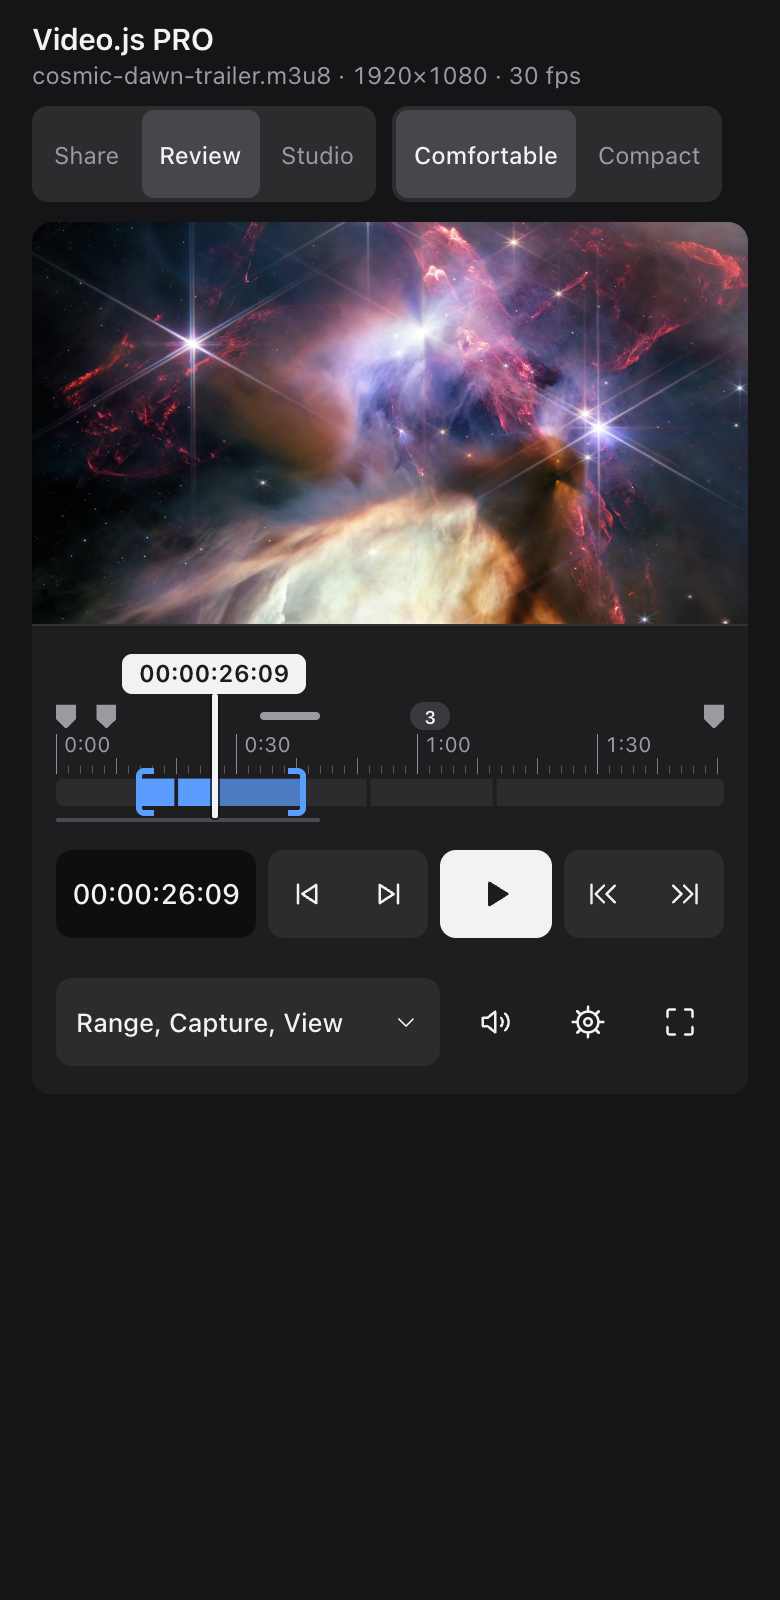 Video.js PRO
cosmic-dawn-trailer.m3u8 · 1920×1080 · 30 fps
Share Review Studio Comfortable Compact
00:00:26:09
3
0:00 0:30 1:00 1:30
00:00:26:09
Range, Capture, View